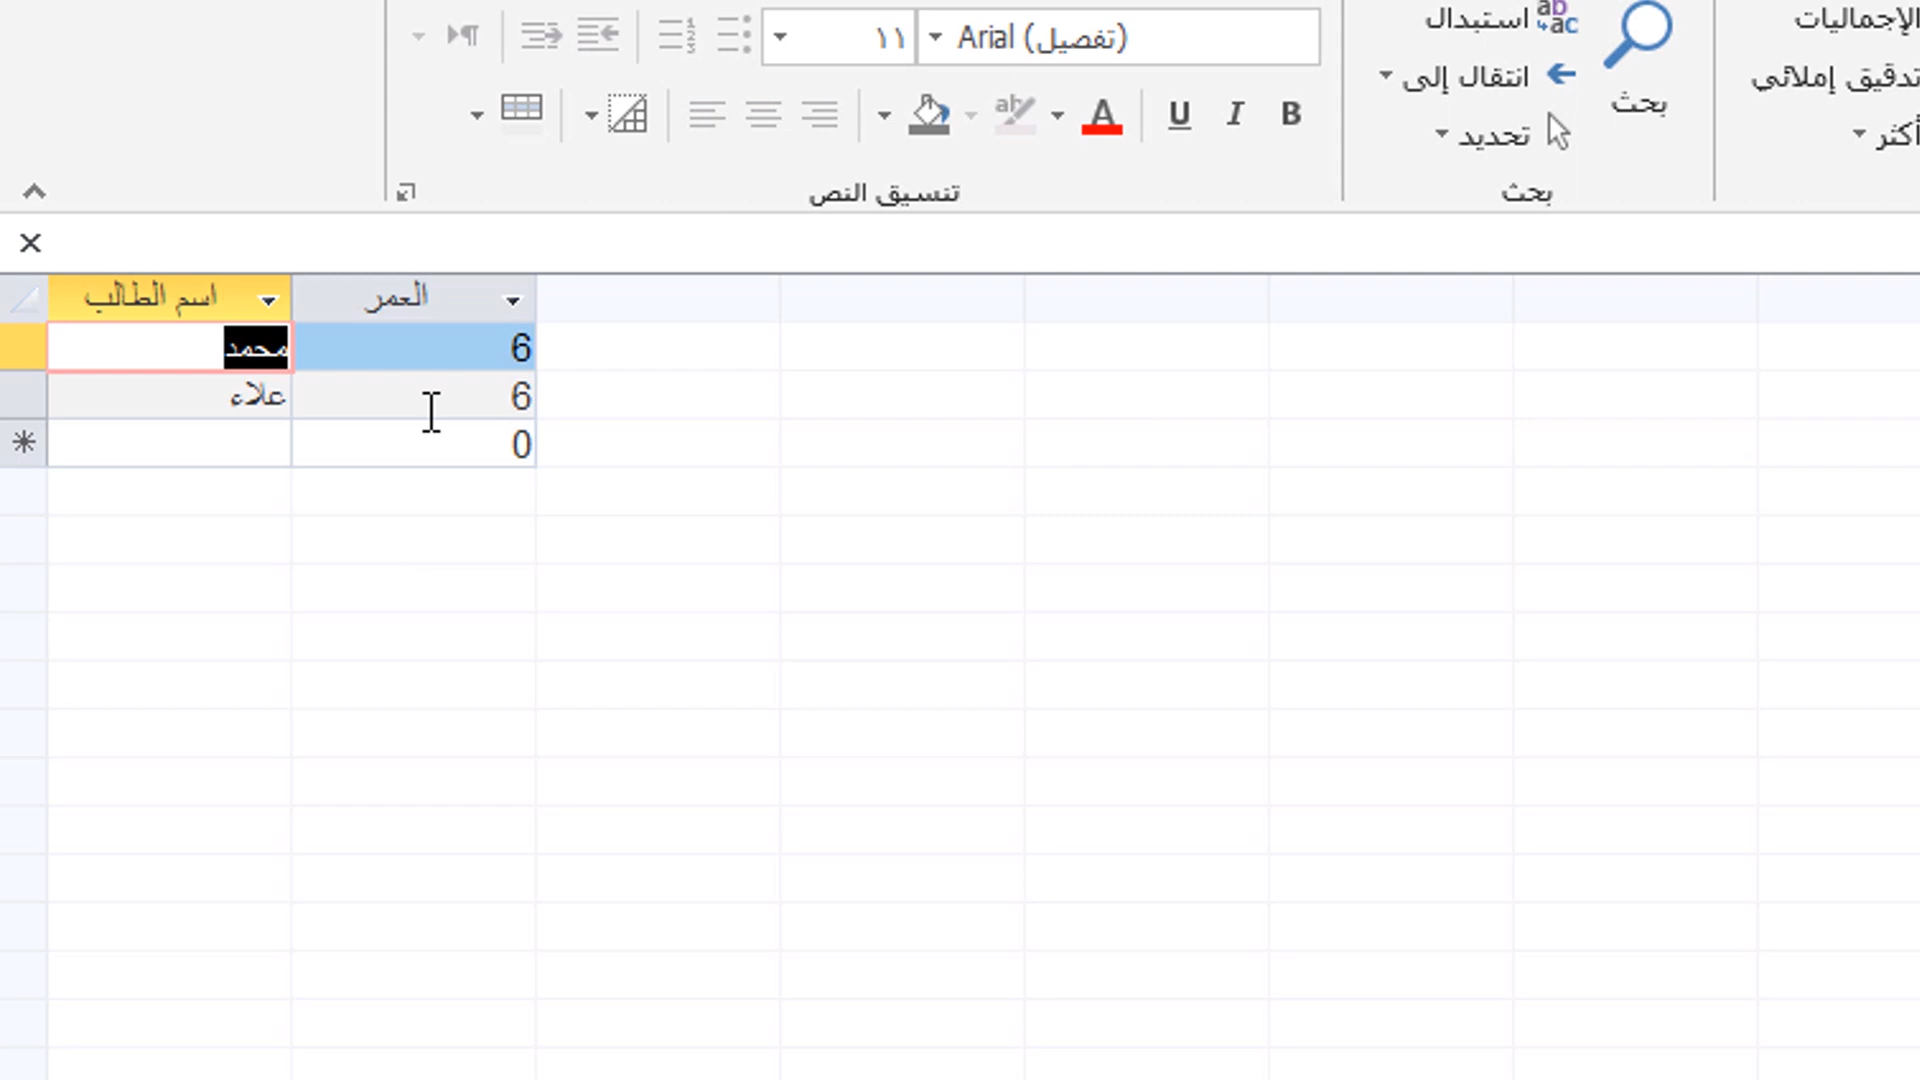 الإجماليات
تدقيق إملائي
أكثر
بحث
استبدال
انتقال إلى
تحديد
بحث
Arial (تفصيل)
١١
B I U A
تنسيق النص
اسم الطالب العمر
محمد 6
علاء 6
0